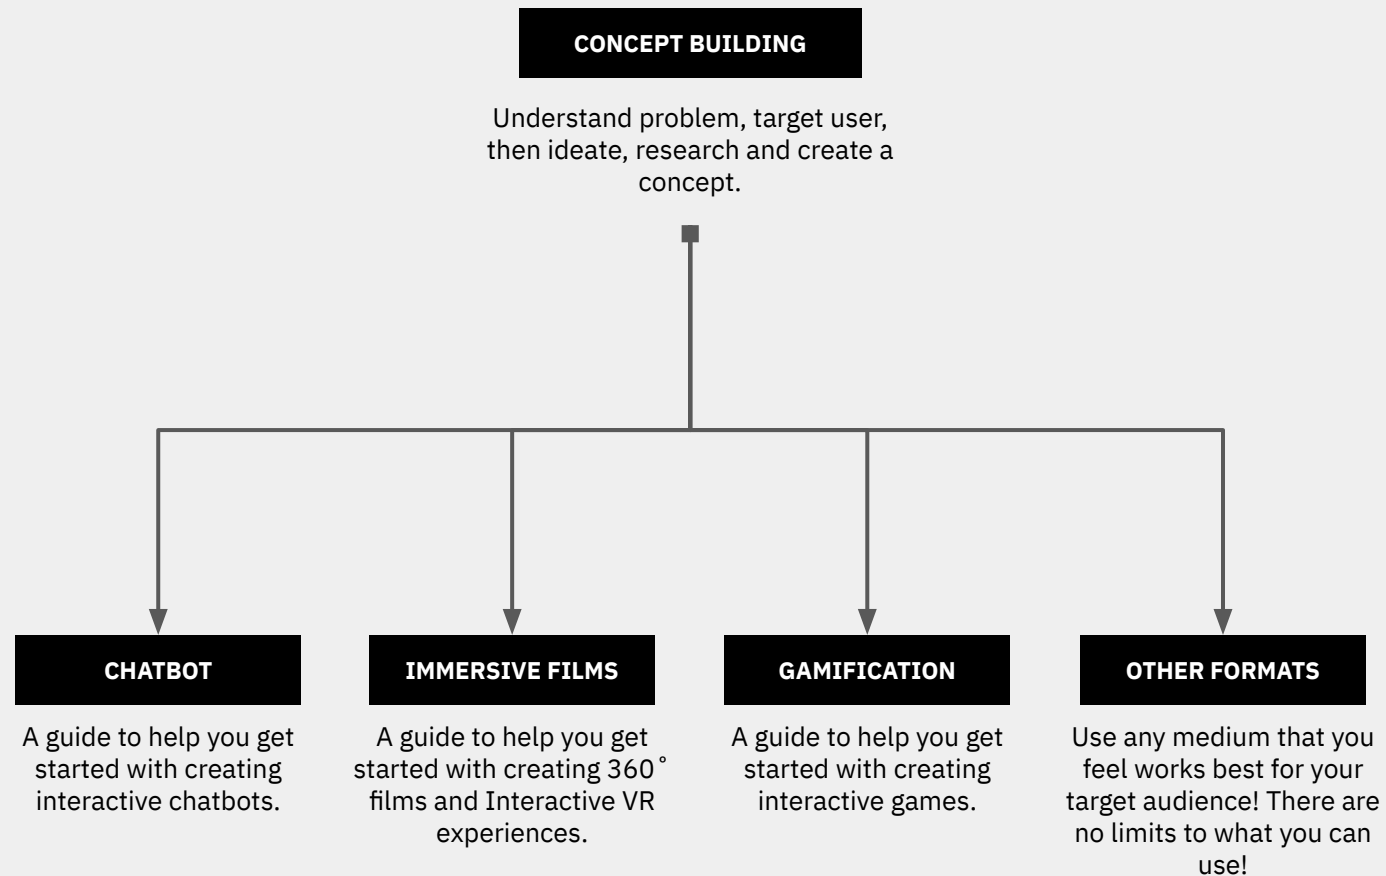 CONCEPT BUILDING
Understand problem, target user,
then ideate, research and create a
concept.
CHATBOT
A guide to help you get
started with creating
interactive chatbots.
IMMERSIVE FILMS
A guide to help you get
started with creating 360˚
films and Interactive VR
experiences.
GAMIFICATION
A guide to help you get
started with creating
interactive games.
OTHER FORMATS
Use any medium that you
feel works best for your
target audience! There are
no limits to what you can
use!